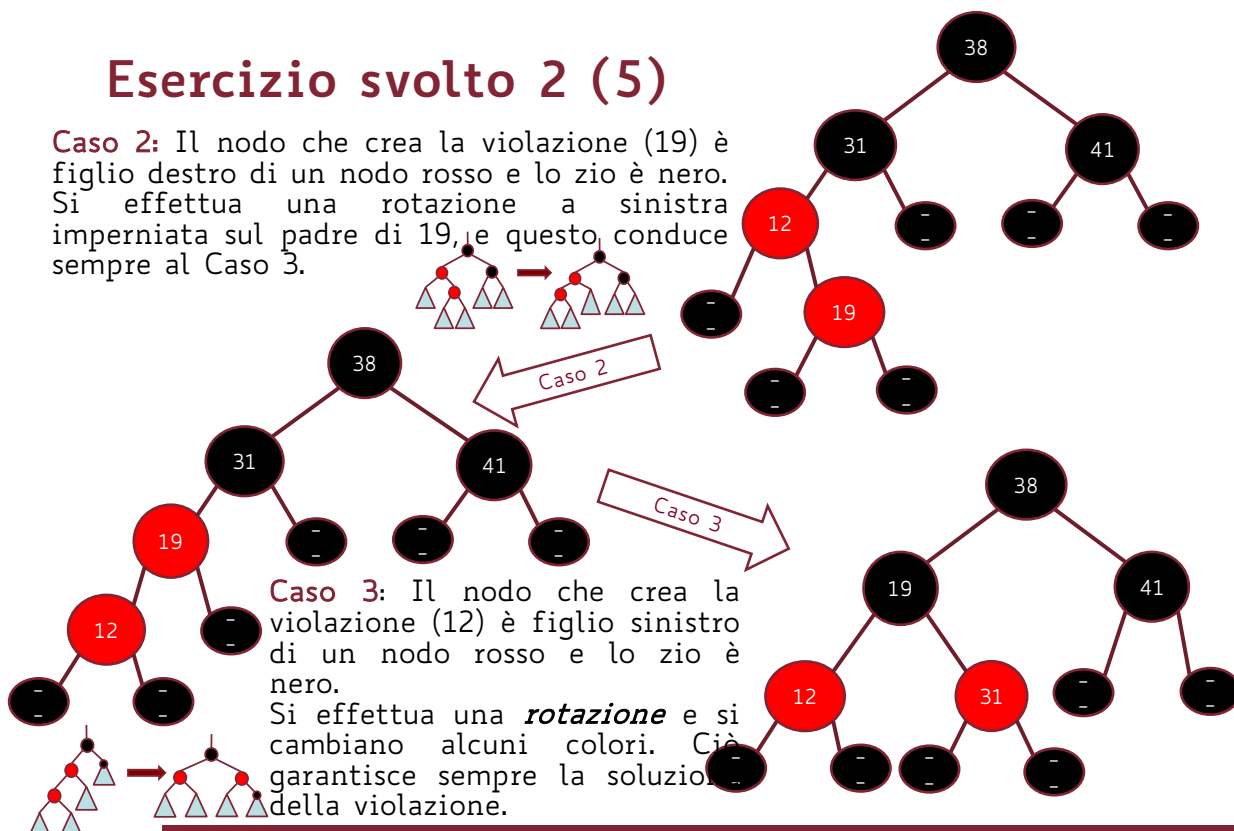 Esercizio svolto 2 (5)
Caso 2: Il nodo che crea la violazione (19) è
figlio destro di un nodo rosso e lo zio è nero.
Si effettua una rotazione a sinistra
imperniata sul padre di 19, e questo conduce
sempre al Caso 3.
38
31
41
12
--
--
--
--
19
--
--
Caso 2
38
31
41
19
--
--
--
12
--
--
--
Caso 3
38
19
41
12
31
--
--
--
--
--
--
Caso 3: Il nodo che crea la
violazione (12) è figlio sinistro
di un nodo rosso e lo zio è
nero.
Si effettua una rotazione e si
cambiano alcuni colori. Ciò
garantisce sempre la soluzione
della violazione.